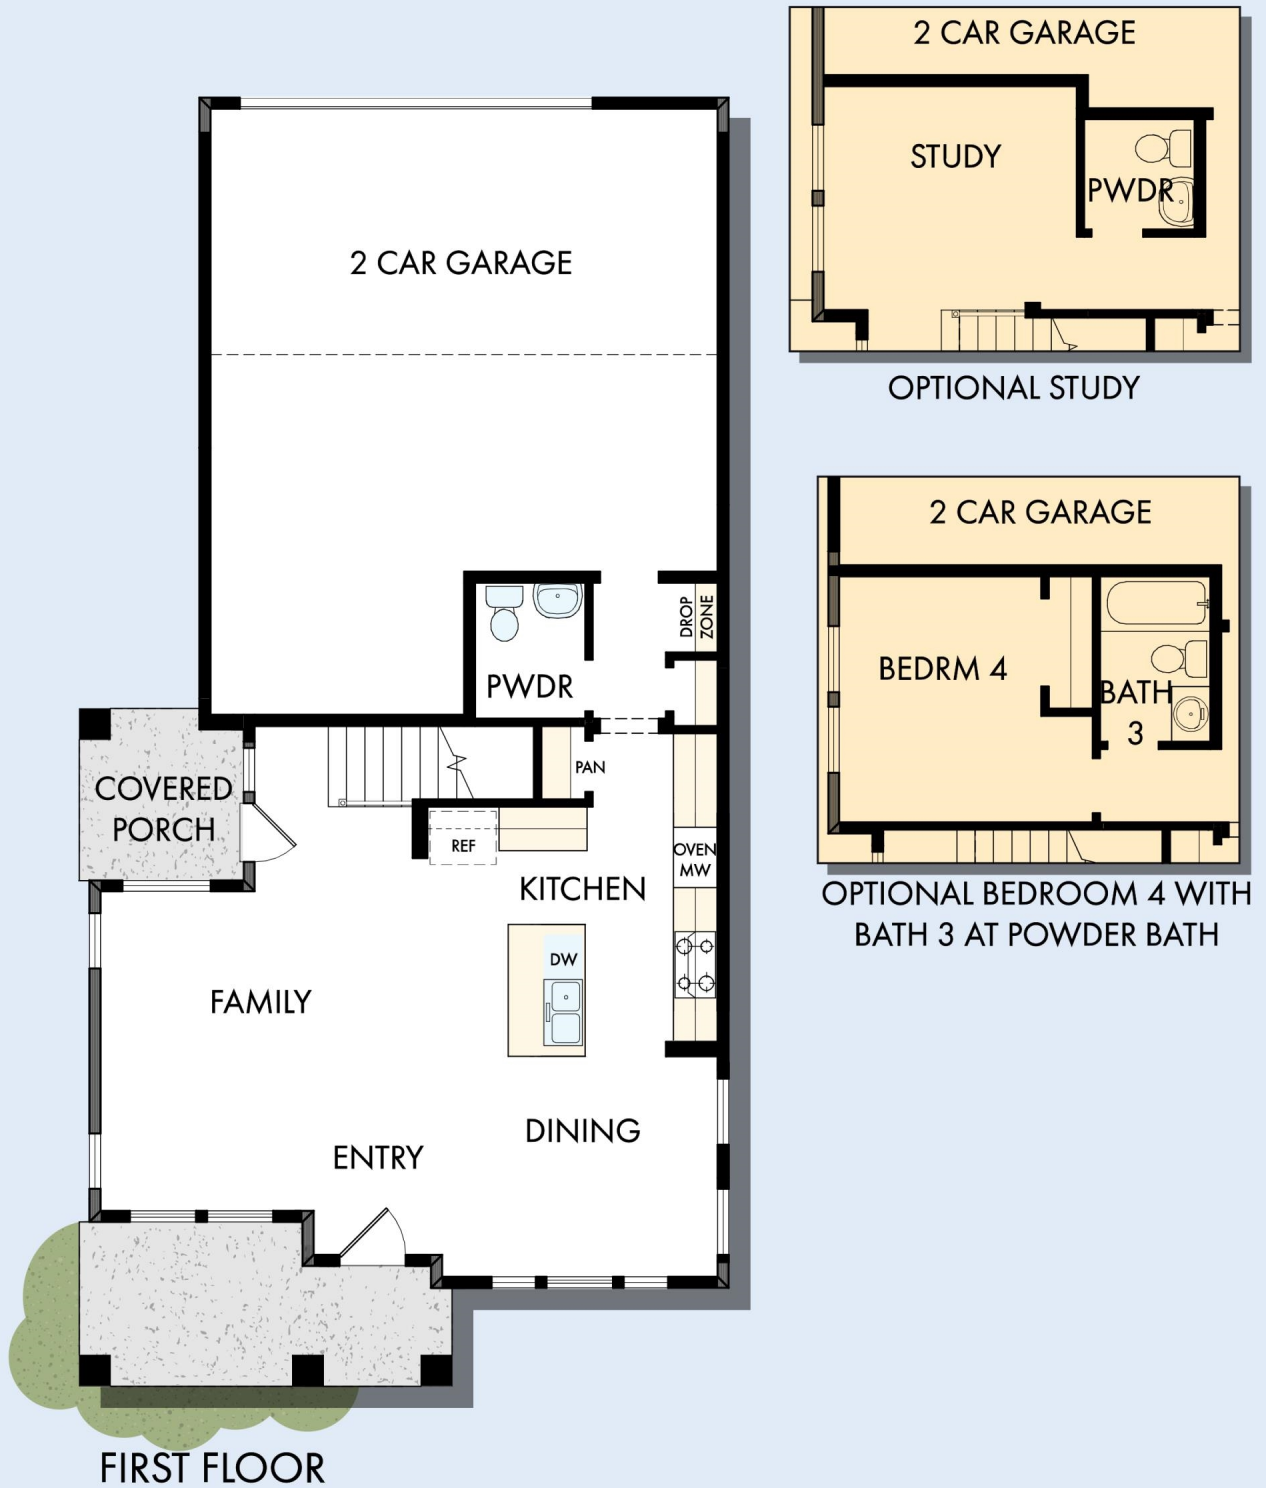 2 CAR GARAGE
DROP
ZONE
PWDR
PAN
COVERED
PORCH
REF
OVEN
MW
KITCHEN
DW
FAMILY
DINING
ENTRY
FIRST FLOOR
2 CAR GARAGE
STUDY
PWDR
OPTIONAL STUDY
2 CAR GARAGE
BEDRM 4
BATH
3
OPTIONAL BEDROOM 4 WITH
BATH 3 AT POWDER BATH